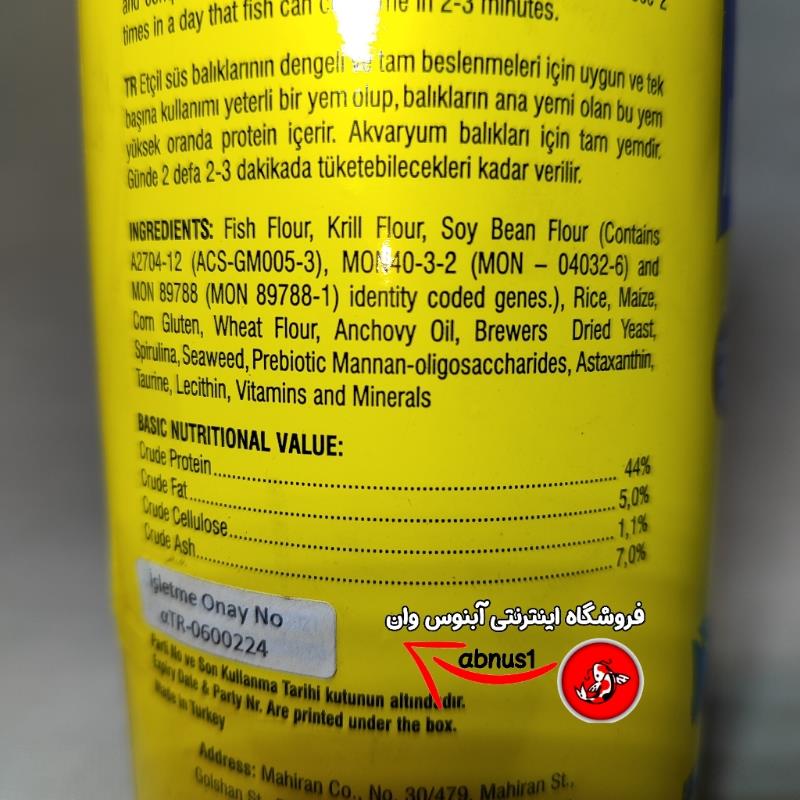 times in a day that fish can in 2-3 minutes.
TR Etçil süs balıklarının dengeli ve tam beslenmeleri için uygun ve tek
başına kullanımı yeterli bir yem olup, balıkların ana yemi olan bu yem
yüksek oranda protein içerir. Akvaryum balıkları için tam yemdir.
Günde 2 defa 2-3 dakikada tüketebilecekleri kadar verilir.
INGREDIENTS: Fish Flour, Krill Flour, Soy Bean Flour (Contains
A2704-12 (ACS-GM005-3), MON40-3-2 (MON – 04032-6) and
MON 89788 (MON 89788-1) identity coded genes.), Rice, Maize,
Corn Gluten, Wheat Flour, Anchovy Oil, Brewers Dried Yeast,
Spirulina, Seaweed, Prebiotic Mannan-oligosaccharides, Astaxanthin,
Taurine, Lecithin, Vitamins and Minerals
BASIC NUTRITIONAL VALUE:
Crude Protein 44%
Crude Fat 5,0%
Crude Cellulose 1,1%
Crude Ash 7,0%
İşletme Onay No
αTR-0600224
فروشگاه اینترنتی آبنوس وان
abnus1
Parti No ve Son Kullanma Tarihi kutunun altındadır.
Expiry Date & Party Nr. Are printed under the box.
Made in Turkey
Address: Mahiran Co., No. 30/479, Mahiran St.,
Golshan St.